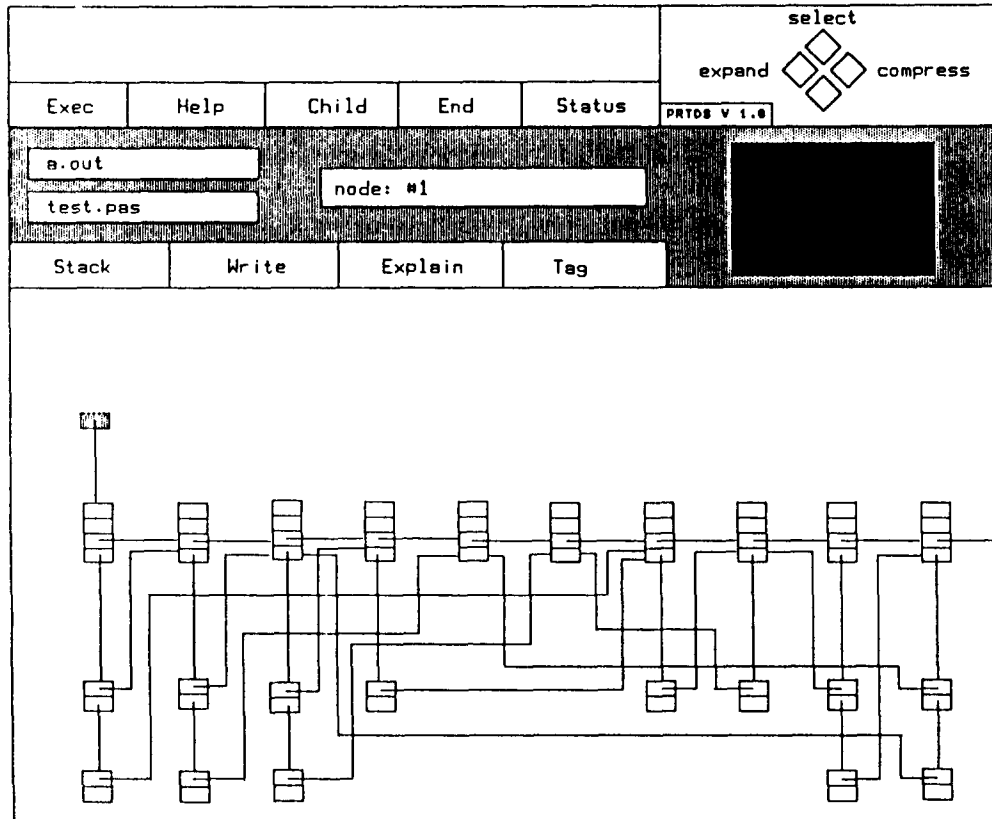 select
expand compress
Exec Help Child End Status
PRTDS V 1.0
a.out
node: #1
test.pas
Stack Write Explain Tag